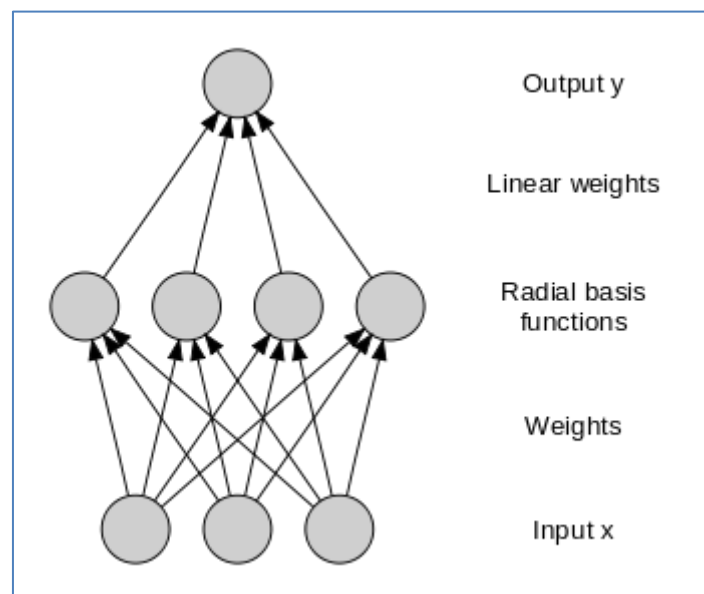 Output y
Linear weights
Radial basis
functions
Weights
Input x